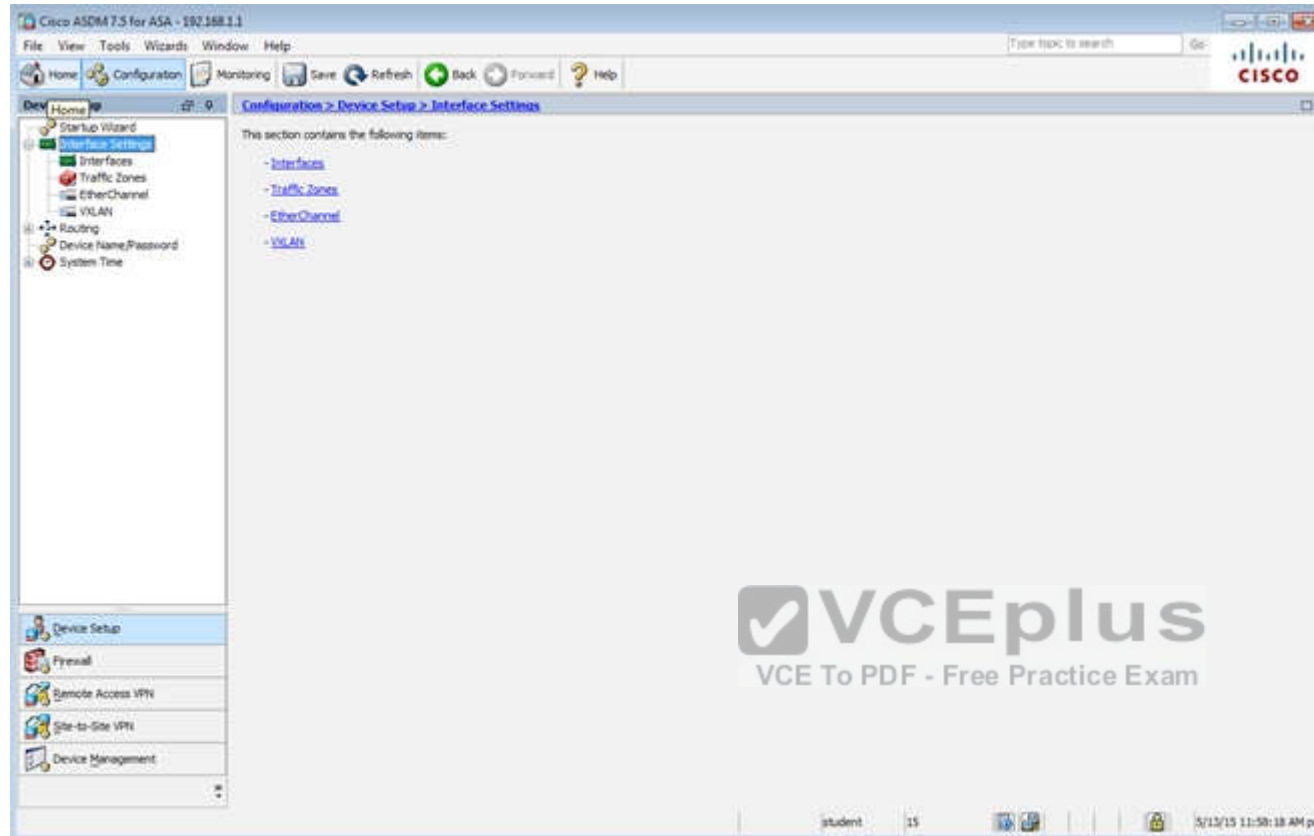 Cisco ASDM 7.5 for ASA - 192.168.1.1
File View Tools Wizards Window Help
Type topic to search Go
Home Configuration Monitoring Save Refresh Back Forward Help
CISCO
Home
Configuration > Device Setup > Interface Settings
Startup Wizard
Interface Settings
Interfaces
Traffic Zones
EtherChannel
VXLAN
Routing
Device Name/Password
System Time
This section contains the following items:
- Interfaces
- Traffic Zones
- EtherChannel
- VXLAN
Device Setup
Firewall
Remote Access VPN
Site-to-Site VPN
Device Management
VCEplus
VCE To PDF - Free Practice Exam
student 15 5/13/15 11:58:18 AM